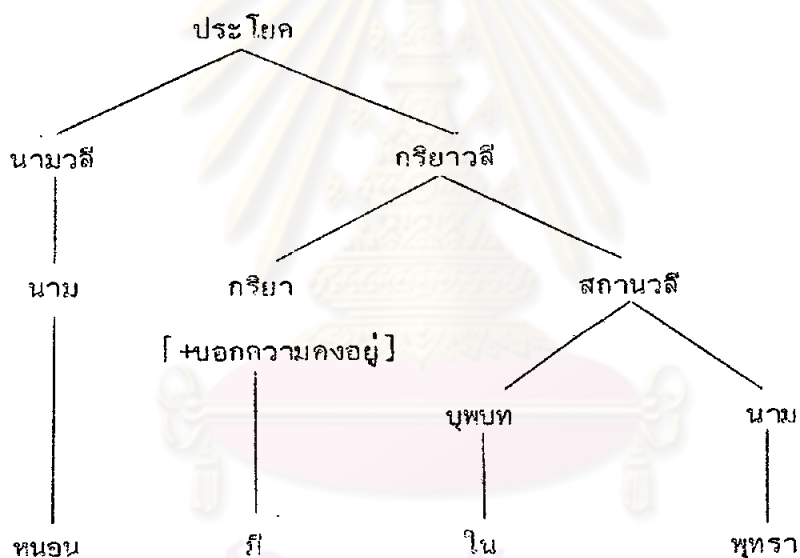 ประโยค
นามวลี กริยาวลี
นาม กริยา สถานวลี
[+บอกความคงอยู่]
บุพบท นาม
หนอน มี ใน พุทรา